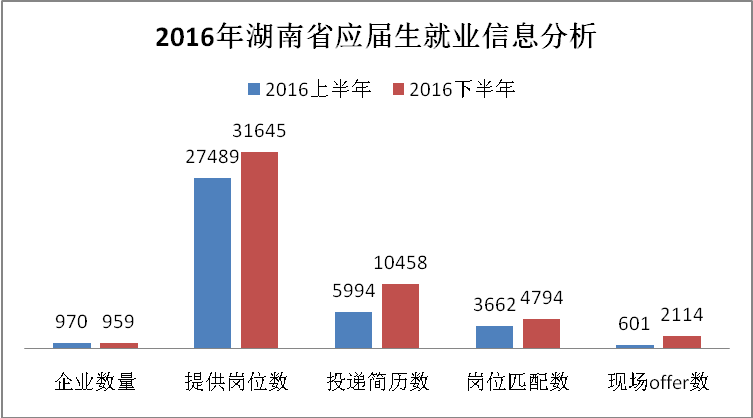 2016年湖南省应届生就业信息分析
2016上半年 2016下半年
31645
27489
10458
5994
3662 4794
970 959
601 2114
企业数量 提供岗位数 投递简历数 岗位匹配数 现场offer数